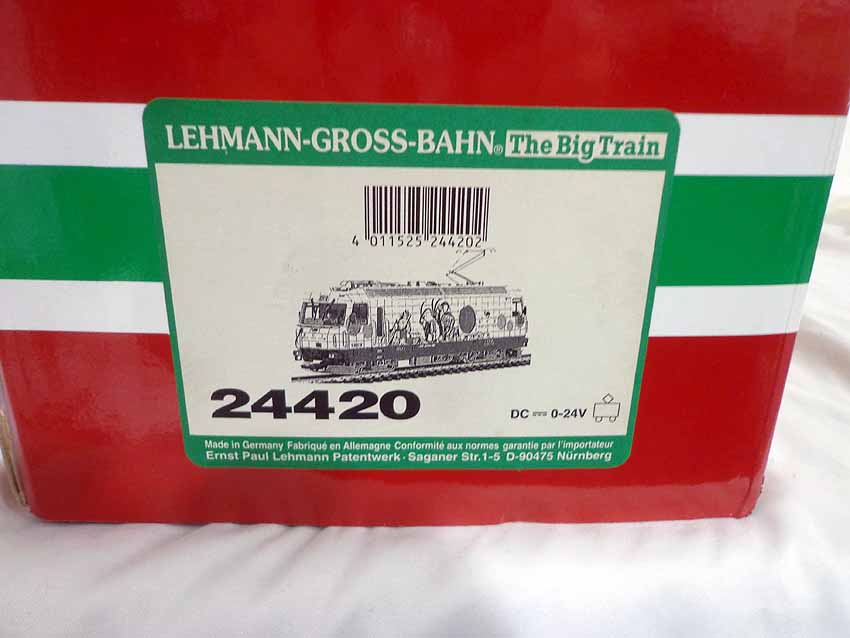 LEHMANN-GROSS-BAHN® The Big Train
4 011525 244202
24420
DC ⎓ 0-24V
Made in Germany Fabriqué en Allemagne Conformité aux normes garantie par l'importateur
Ernst Paul Lehmann Patentwerk · Saganer Str.1-5 D-90475 Nürnberg